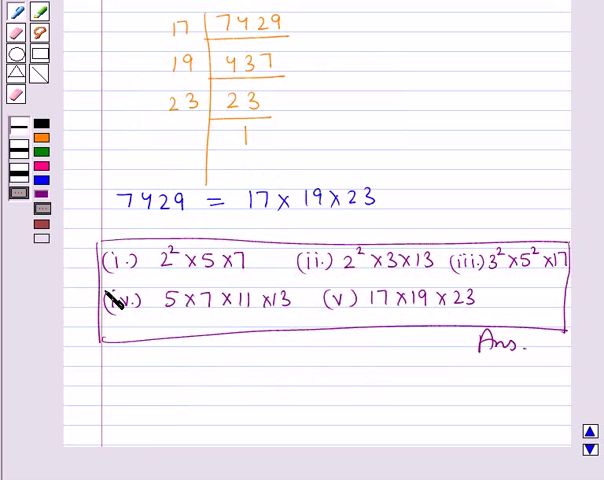 17 | 7429
19 | 437
23 | 23
1
7429 = 17 × 19 × 23
(i.) 2² × 5 × 7 (ii.) 2² × 3 × 13 (iii.) 3² × 5² × 17
(iv.) 5 × 7 × 11 × 13 (v) 17 × 19 × 23
Ans.